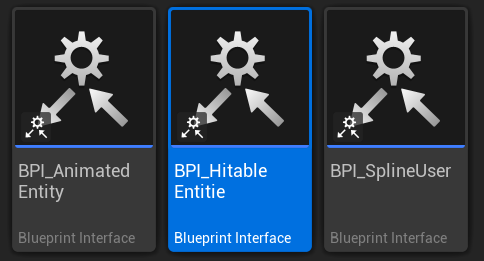 BPI_Animated
Entity
Blueprint Interface
BPI_Hitable
Entitie
Blueprint Interface
BPI_SplineUser
Blueprint Interface